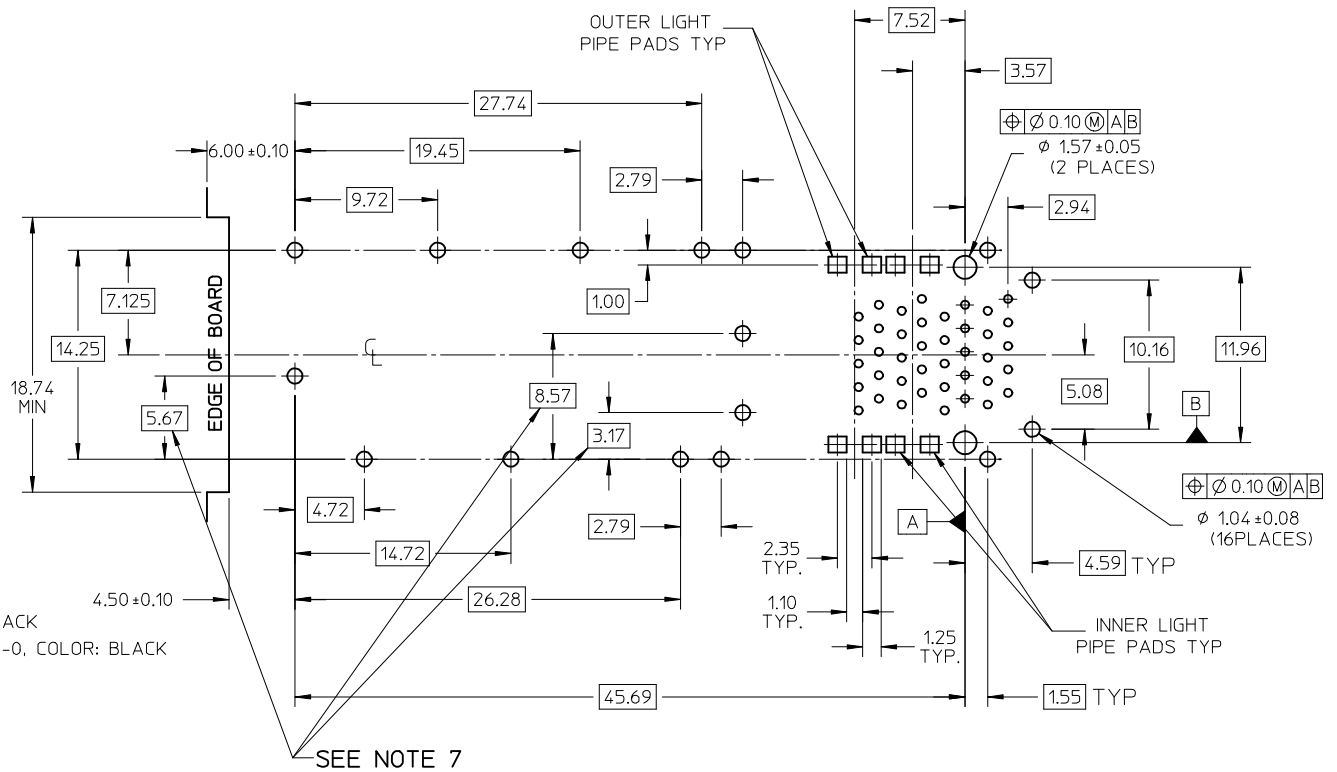 OUTER LIGHT
PIPE PADS TYP
7.52
3.57
27.74
⌖ Ø 0.10 Ⓜ A B
6.00 ±0.10
19.45
ϕ 1.57 ±0.05
(2 PLACES)
2.79
9.72
2.94
7.125
1.00
14.25
EDGE OF BOARD
CL
10.16
11.96
18.74
MIN
5.67
8.57
5.08
3.17
B
⌖ Ø 0.10 Ⓜ A B
4.72
A
ϕ 1.04 ±0.08
(16PLACES)
14.72
2.79
2.35
TYP.
4.59 TYP
4.50 ±0.10
26.28
1.10
TYP.
ACK
-0, COLOR: BLACK
1.25
TYP.
INNER LIGHT
PIPE PADS TYP
45.69
1.55 TYP
SEE NOTE 7